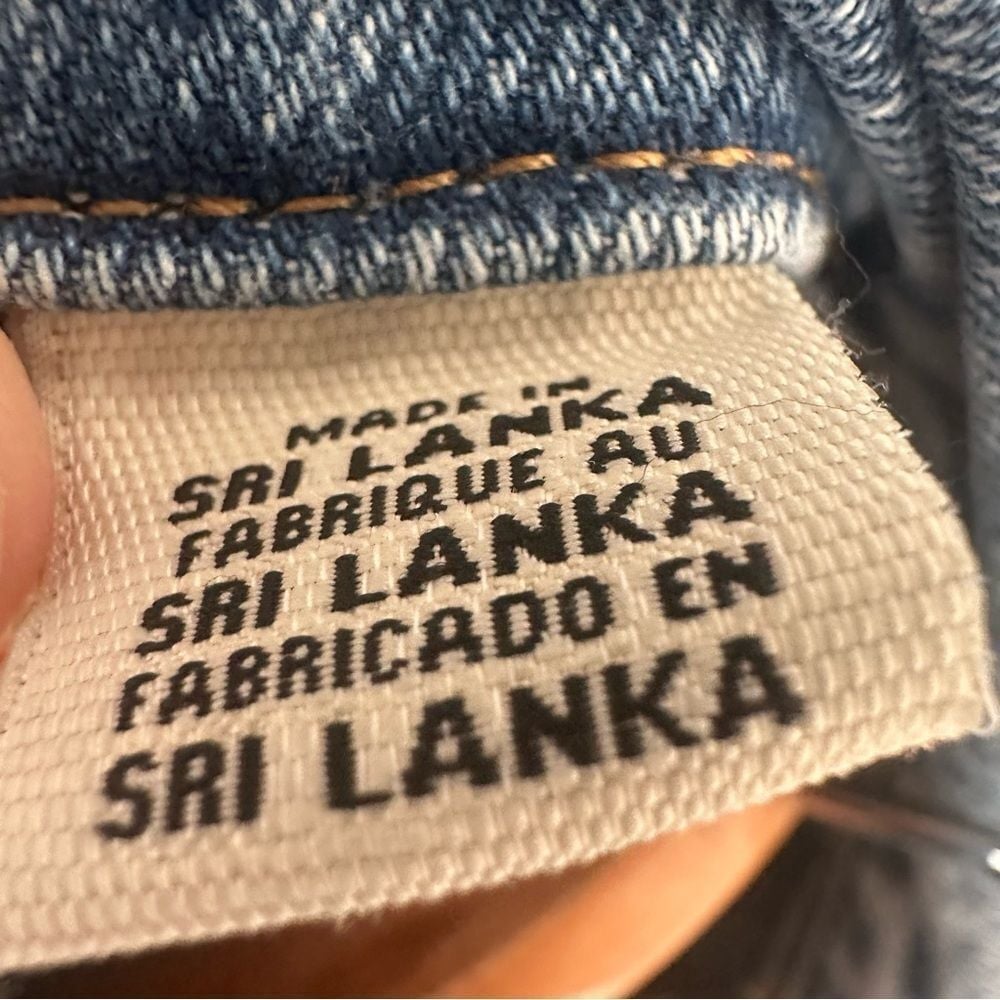 MADE IN
SRI LANKA
FABRIQUE AU
SRI LANKA
FABRICADO EN
SRI LANKA